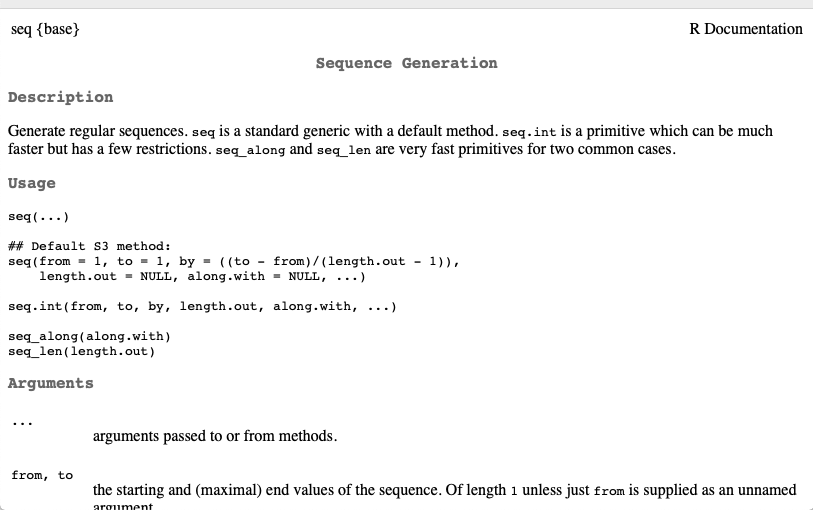 seq {base}
R Documentation
Sequence Generation
Description
Generate regular sequences. seq is a standard generic with a default method. seq.int is a primitive which can be much
faster but has a few restrictions. seq_along and seq_len are very fast primitives for two common cases.
Usage
seq(...)
## Default S3 method:
seq(from = 1, to = 1, by = ((to - from)/(length.out - 1)),
    length.out = NULL, along.with = NULL, ...)
seq.int(from, to, by, length.out, along.with, ...)
seq_along(along.with)
seq_len(length.out)
Arguments
...
arguments passed to or from methods.
from, to
the starting and (maximal) end values of the sequence. Of length 1 unless just from is supplied as an unnamed
argument